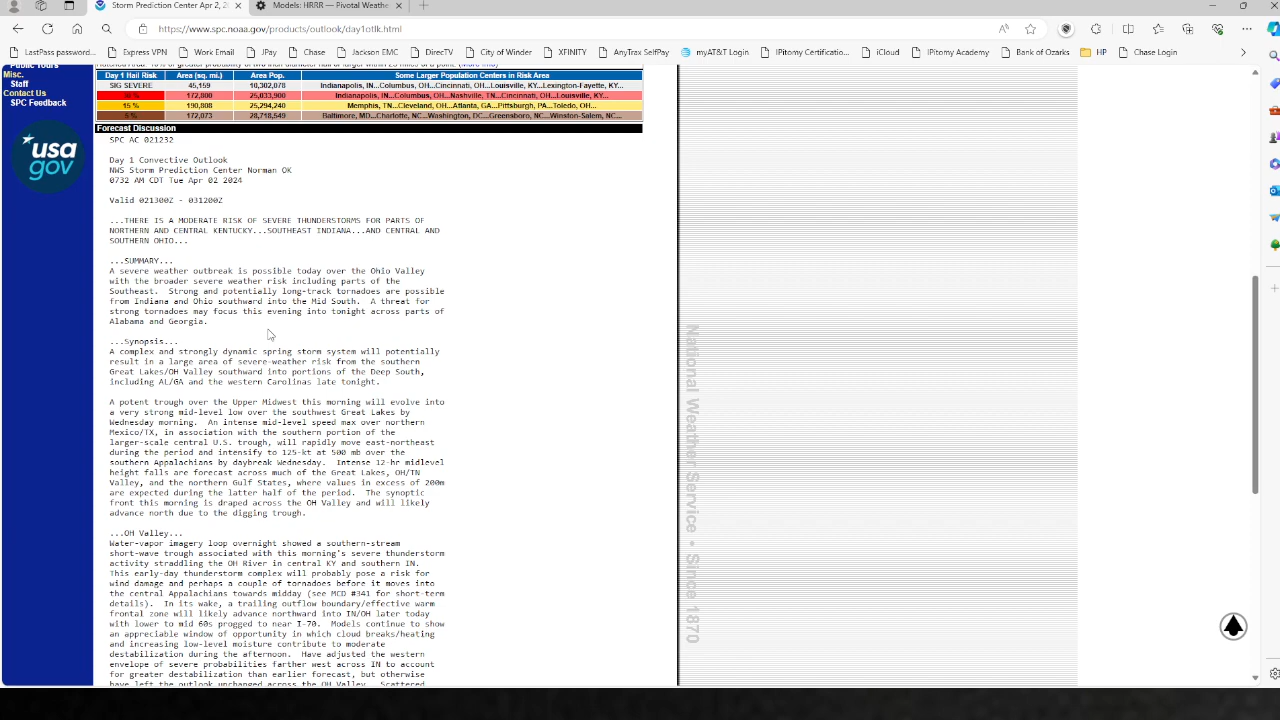 Storm Prediction Center Apr 2, 2
Models: HRRR — Pivotal Weathe
https://www.spc.noaa.gov/products/outlook/day1otlk.html
LastPass password...
Express VPN
Work Email
JPay
Chase
Jackson EMC
DirecTV
City of Winder
XFINITY
AnyTrax SelfPay
myAT&T Login
IPitomy Certificatio...
iCloud
IPitomy Academy
Bank of Ozarks
HP
Chase Login
Public Tours
Misc.
Staff
Contact Us
SPC Feedback
usa
gov
Day 1 Hail Risk Area (sq. mi.) Area Pop. Some Larger Population Centers in Risk Area
SIG SEVERE 45,159 10,302,078 Indianapolis, IN...Columbus, OH...Cincinnati, OH...Louisville, KY...Lexington-Fayette, KY...
172,800 25,033,900 Indianapolis, IN...Columbus, OH...Nashville, TN...Cincinnati, OH...Louisville, KY...
15 % 190,808 25,294,240 Memphis, TN...Cleveland, OH...Atlanta, GA...Pittsburgh, PA...Toledo, OH...
5 % 172,073 28,718,549 Baltimore, MD...Charlotte, NC...Washington, DC...Greensboro, NC...Winston-Salem, NC...
Forecast Discussion
SPC AC 021232
Day 1 Convective Outlook
NWS Storm Prediction Center Norman OK
0732 AM CDT Tue Apr 02 2024
Valid 021300Z - 031200Z
...THERE IS A MODERATE RISK OF SEVERE THUNDERSTORMS FOR PARTS OF
NORTHERN AND CENTRAL KENTUCKY...SOUTHEAST INDIANA...AND CENTRAL AND
SOUTHERN OHIO...
...SUMMARY...
A severe weather outbreak is possible today over the Ohio Valley
with the broader severe weather risk including parts of the
Southeast.  Strong and potentially long-track tornadoes are possible
from Indiana and Ohio southward into the Mid South.  A threat for
strong tornadoes may focus this evening into tonight across parts of
Alabama and Georgia.
...Synopsis...
A complex and strongly dynamic spring storm system will potentially
result in a large area of severe-weather risk from the southern
Great Lakes/OH Valley southward into portions of the Deep South,
including AL/GA and the western Carolinas late tonight.
A potent trough over the Upper Midwest this morning will evolve into
a very strong mid-level low over the southwest Great Lakes by
Wednesday morning.  An intense mid-level speed max over northern
Mexico/TX, in association with the southern portion of the
larger-scale central U.S. trough, will rapidly move east-northeast
during the period and intensify to 125-kt at 500 mb over the
southern Appalachians by daybreak Wednesday.  Intense 12-hr midlevel
height falls are forecast across much of the Great Lakes, OH/TN
Valley, and the northern Gulf States, where values in excess of 200m
are expected during the latter half of the period.  The synoptic
front this morning is draped across the OH Valley and will likely
advance north due to the digging trough.
...OH Valley...
Water-vapor imagery loop overnight showed a southern-stream
short-wave trough associated with this morning's severe thunderstorm
activity straddling the OH River in central KY and southern IN.
This early-day thunderstorm complex will probably pose a risk for
wind damage and perhaps a couple of tornadoes before it moves into
the central Appalachians towards midday (see MCD #341 for short-term
details).  In its wake, a trailing outflow boundary/effective warm
frontal zone will likely advance northward into IN/OH later today
with lower to mid 60s progged to near I-70.  Models continue to show
an appreciable window of opportunity in which cloud breaks/heating
and increasing low-level moisture contribute to moderate
destabilization during the afternoon.  Have adjusted the western
envelope of severe probabilities farther west across IN to account
for greater destabilization than earlier forecast, but otherwise
have left the outlook unchanged across the OH Valley.  Scattered
National Weather Service • Since 1870